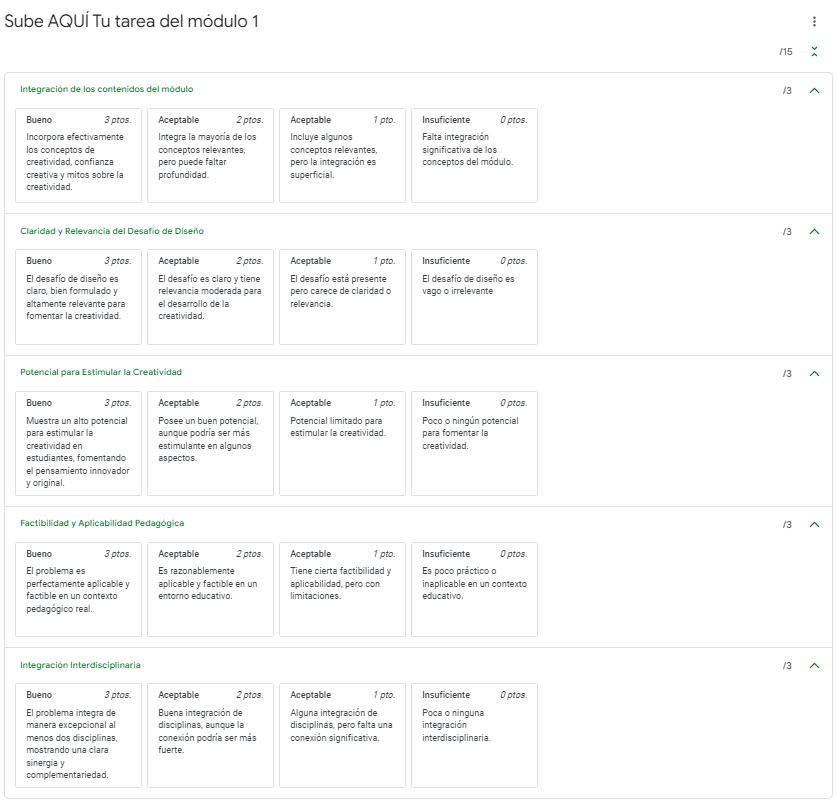 Sube AQUÍ Tu tarea del módulo 1
/15
Integración de los contenidos del módulo
/3
Bueno 3 ptos.
Incorpora efectivamente
los conceptos de
creatividad, confianza
creativa y mitos sobre la
creatividad.
Aceptable 2 ptos.
Integra la mayoría de los
conceptos relevantes,
pero puede faltar
profundidad.
Aceptable 1 pto.
Incluye algunos
conceptos relevantes,
pero la integración es
superficial.
Insuficiente 0 ptos.
Falta integración
significativa de los
conceptos del módulo.
Claridad y Relevancia del Desafío de Diseño
/3
Bueno 3 ptos.
El desafío de diseño es
claro, bien formulado y
altamente relevante para
fomentar la creatividad.
Aceptable 2 ptos.
El desafío es claro y tiene
relevancia moderada para
el desarrollo de la
creatividad.
Aceptable 1 pto.
El desafío está presente
pero carece de claridad o
relevancia.
Insuficiente 0 ptos.
El desafío de diseño es
vago o irrelevante
Potencial para Estimular la Creatividad
/3
Bueno 3 ptos.
Muestra un alto potencial
para estimular la
creatividad en
estudiantes, fomentando
el pensamiento innovador
y original.
Aceptable 2 ptos.
Posee un buen potencial,
aunque podría ser más
estimulante en algunos
aspectos.
Aceptable 1 pto.
Potencial limitado para
estimular la creatividad.
Insuficiente 0 ptos.
Poco o ningún potencial
para fomentar la
creatividad.
Factibilidad y Aplicabilidad Pedagógica
/3
Bueno 3 ptos.
El problema es
perfectamente aplicable y
factible en un contexto
pedagógico real.
Aceptable 2 ptos.
Es razonablemente
aplicable y factible en un
entorno educativo.
Aceptable 1 pto.
Tiene cierta factibilidad y
aplicabilidad, pero con
limitaciones.
Insuficiente 0 ptos.
Es poco práctico o
inaplicable en un contexto
educativo.
Integración Interdisciplinaria
/3
Bueno 3 ptos.
El problema integra de
manera excepcional al
menos dos disciplinas,
mostrando una clara
sinergia y
complementariedad.
Aceptable 2 ptos.
Buena integración de
disciplinas, aunque la
conexión podría ser más
fuerte.
Aceptable 1 pto.
Alguna integración de
disciplinas, pero falta una
conexión significativa.
Insuficiente 0 ptos.
Poca o ninguna
integración
interdisciplinaria.